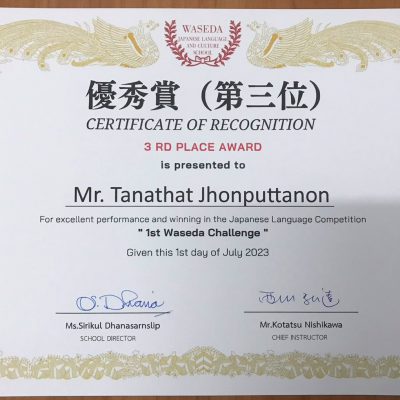 WASEDA
JAPANESE LANGUAGE
AND CULTURE
SCHOOL
優秀賞（第三位）
CERTIFICATE OF RECOGNITION
3 RD PLACE AWARD
is presented to
Mr. Tanathat Jhonputtanon
For excellent performance and winning in the Japanese Language Competition
" 1st Waseda Challenge "
Given this 1st day of July 2023
Ms.Sirikul Dhanasarnslip
SCHOOL DIRECTOR
Mr.Kotatsu Nishikawa
CHIEF INSTRUCTOR